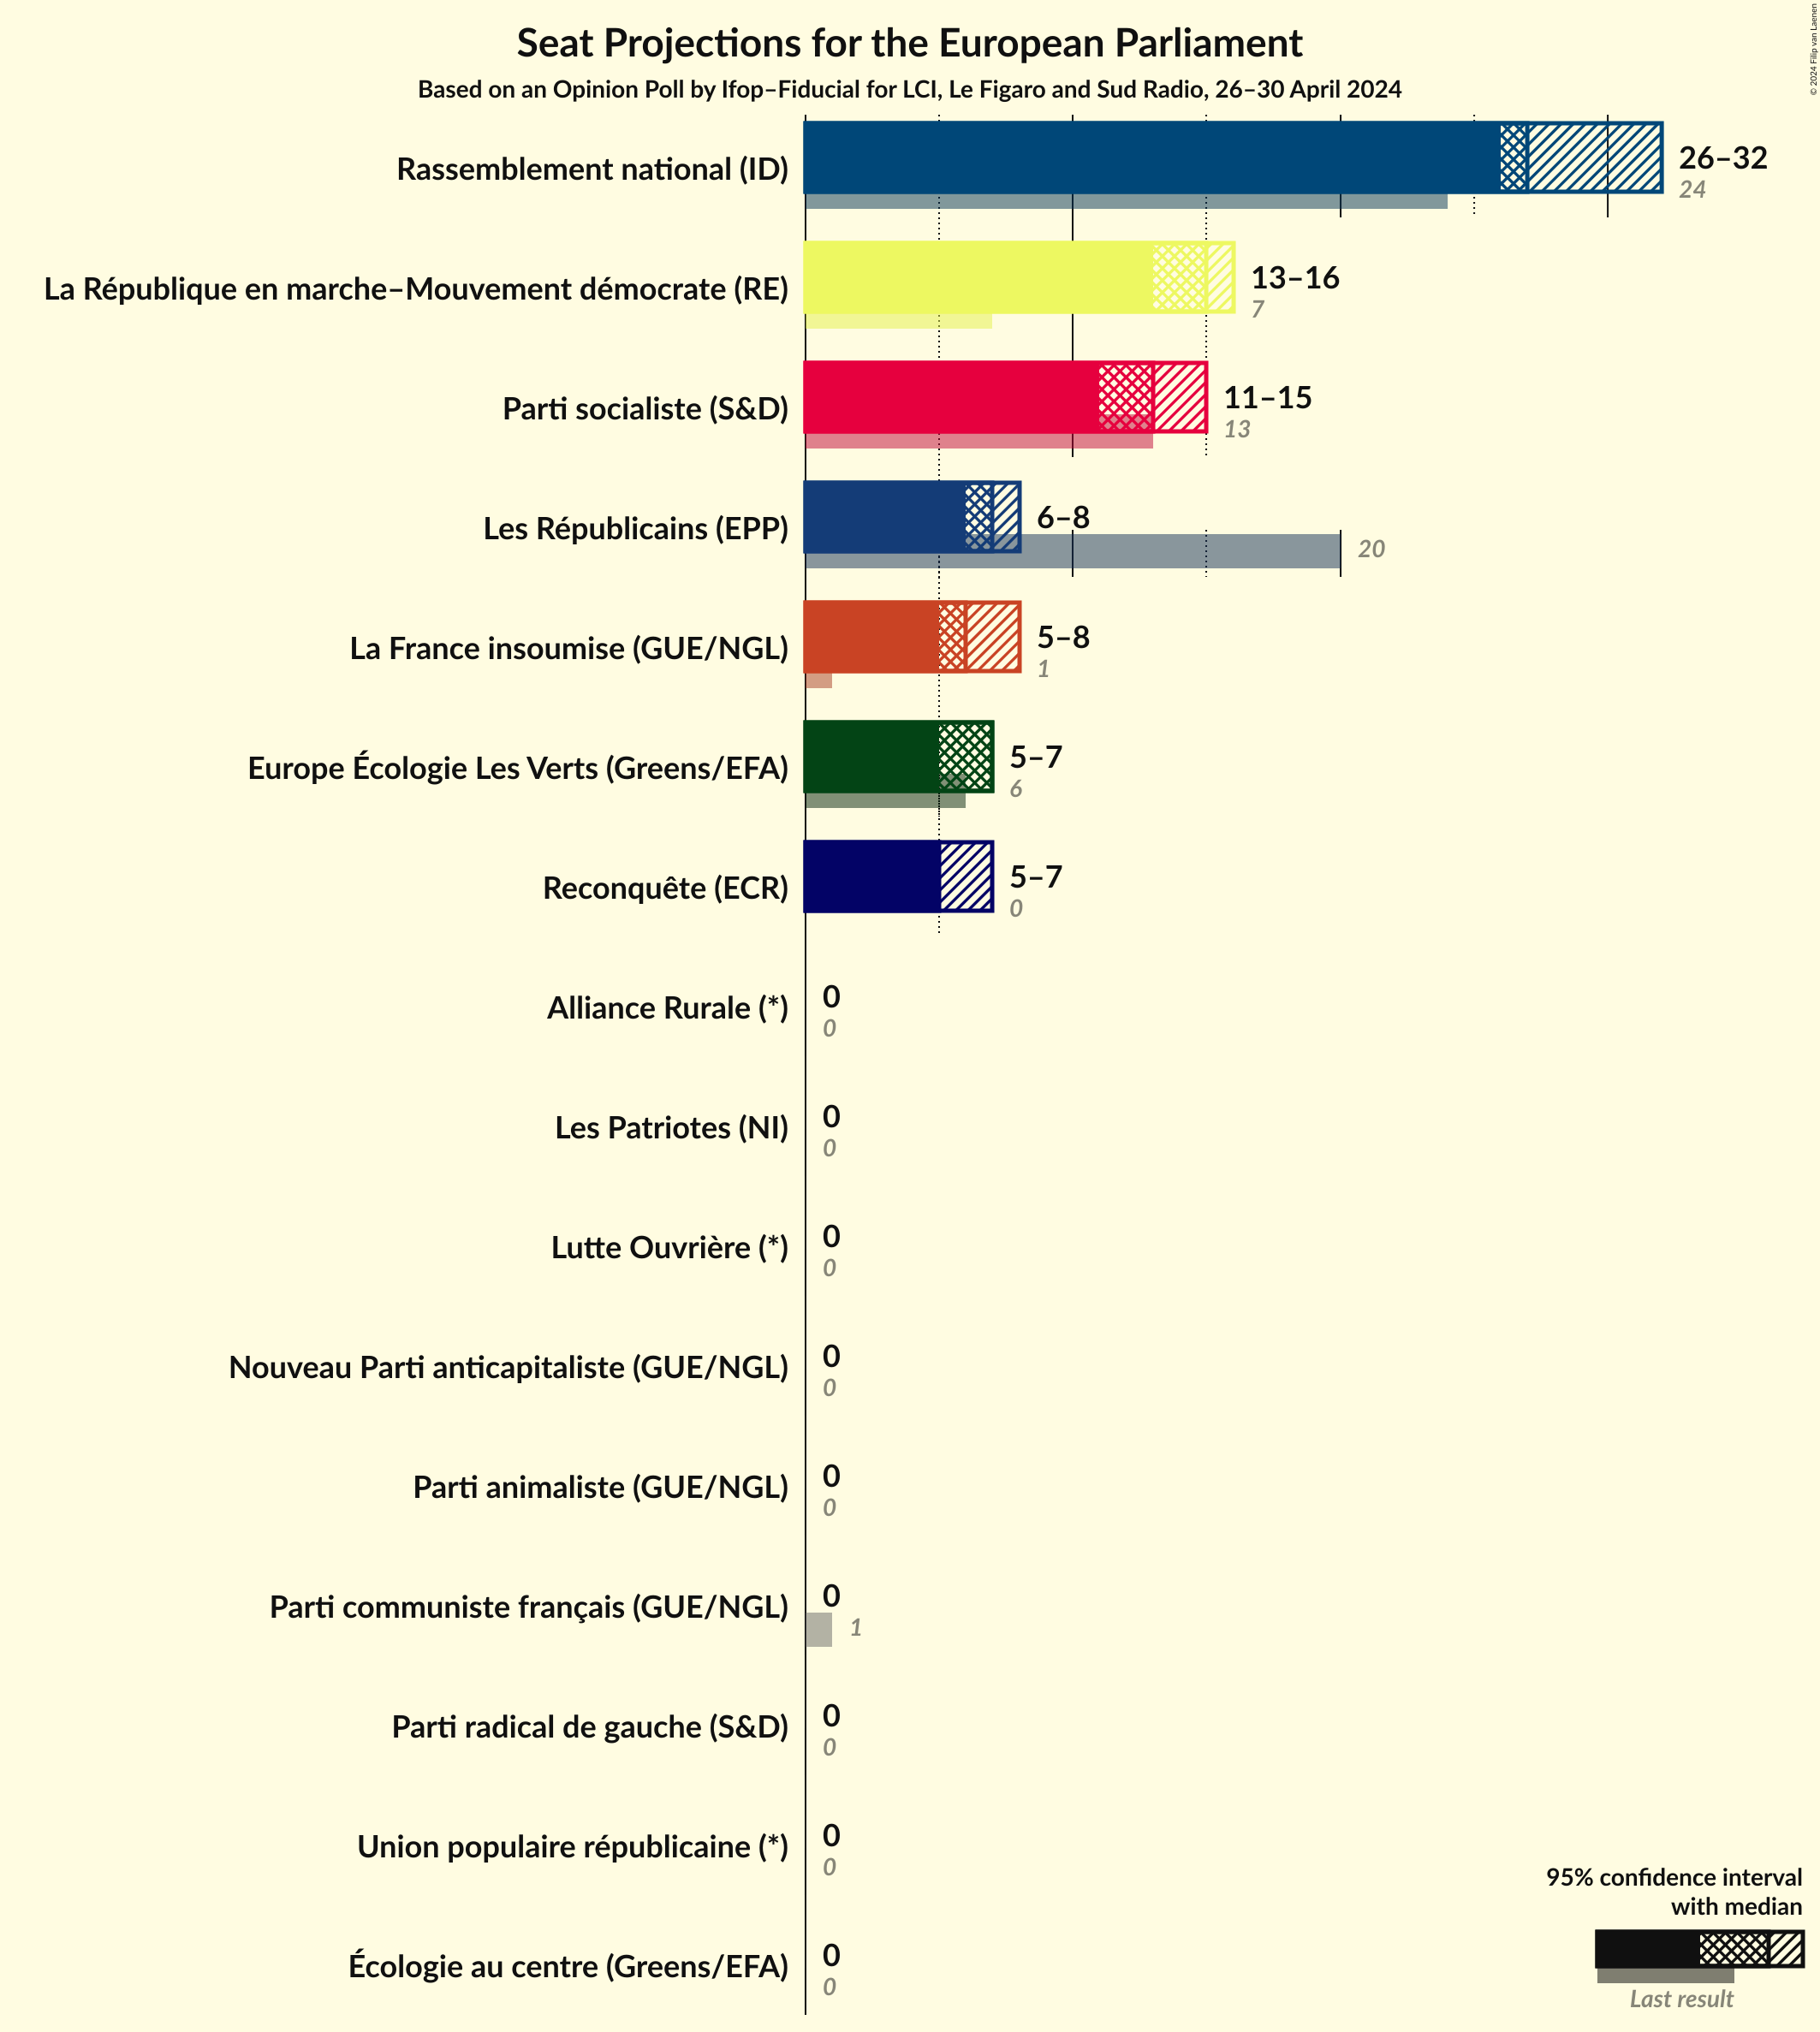 Seat Projections for the European Parliament
Based on an Opinion Poll by Ifop–Fiducial for LCI, Le Figaro and Sud Radio, 26–30 April 2024
© 2024 Filip van Laenen
Rassemblement national (ID)
26–32
24
La République en marche–Mouvement démocrate (RE)
13–16
7
Parti socialiste (S&D)
11–15
13
Les Républicains (EPP)
6–8
20
La France insoumise (GUE/NGL)
5–8
1
Europe Écologie Les Verts (Greens/EFA)
5–7
6
Reconquête (ECR)
5–7
0
Alliance Rurale (*)
0
0
Les Patriotes (NI)
0
0
Lutte Ouvrière (*)
0
0
Nouveau Parti anticapitaliste (GUE/NGL)
0
0
Parti animaliste (GUE/NGL)
0
0
Parti communiste français (GUE/NGL)
0
1
Parti radical de gauche (S&D)
0
0
Union populaire républicaine (*)
0
0
Écologie au centre (Greens/EFA)
0
0
95% confidence interval
with median
Last result